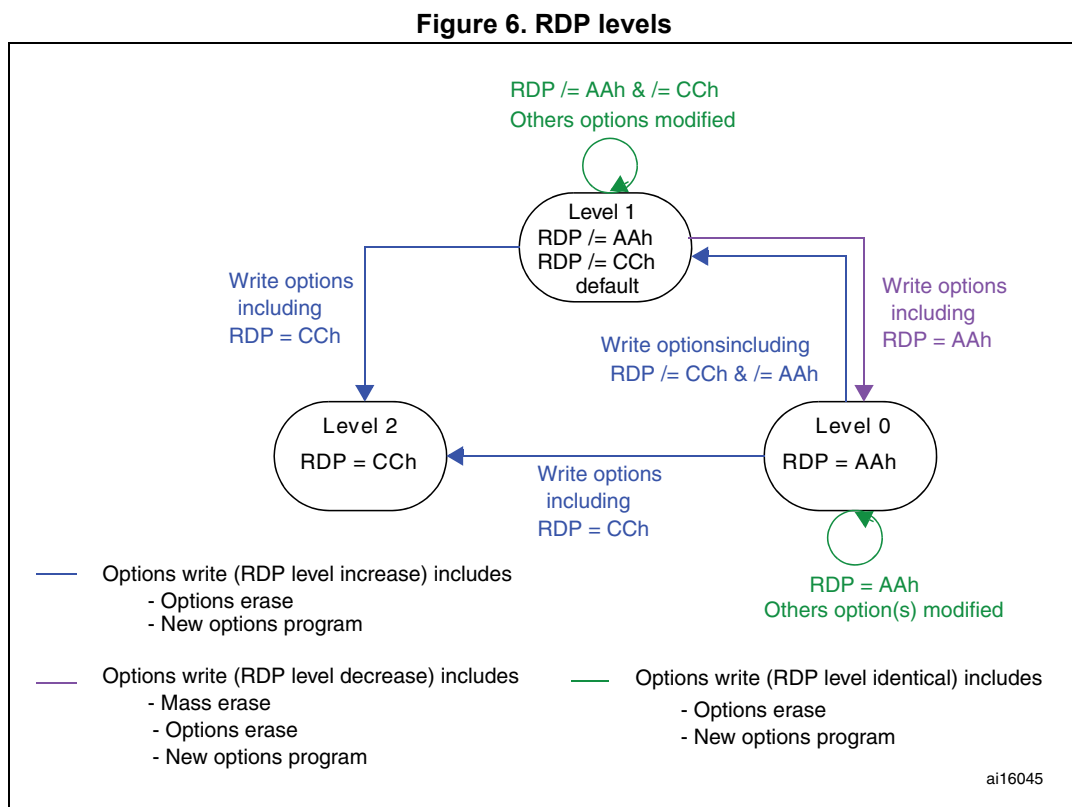 Figure 6. RDP levels
RDP /= AAh & /= CCh
Others options modified
Level 1
RDP /= AAh
RDP /= CCh
default
Write options
including
RDP = CCh
Write options
including
RDP = AAh
Write optionsincluding
RDP /= CCh & /= AAh
Level 2
RDP = CCh
Level 0
RDP = AAh
Write options
including
RDP = CCh
RDP = AAh
Others option(s) modified
Options write (RDP level increase) includes
- Options erase
- New options program
Options write (RDP level decrease) includes
- Mass erase
- Options erase
- New options program
Options write (RDP level identical) includes
- Options erase
- New options program
ai16045